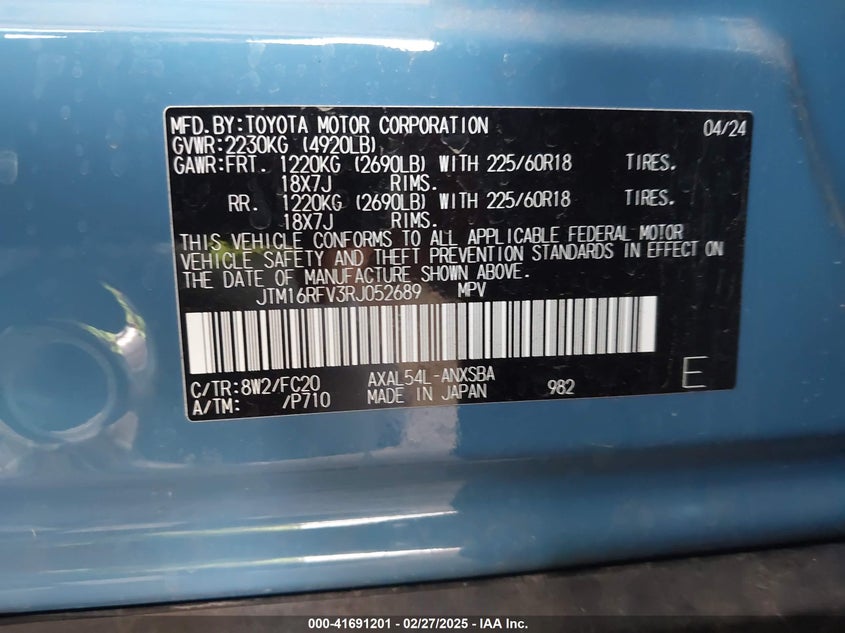 MFD.BY:TOYOTA MOTOR CORPORATION 04/24
GVWR:2230KG (4920LB)
GAWR:FRT. 1220KG (2690LB) WITH 225/60R18 TIRES.
18X7J RIMS.
RR. 1220KG (2690LB) WITH 225/60R18 TIRES.
18X7J RIMS.
THIS VEHICLE CONFORMS TO ALL APPLICABLE FEDERAL MOTOR
VEHICLE SAFETY AND THEFT PREVENTION STANDARDS IN EFFECT ON
THE DATE OF MANUFACTURE SHOWN ABOVE.
JTM16RFV3RJ052689 MPV
C/TR:8W2/FC20 AXAL54L-ANXSBA
A/TM: /P710 MADE IN JAPAN 982 E
000-41691201 - 02/27/2025 - IAA Inc.